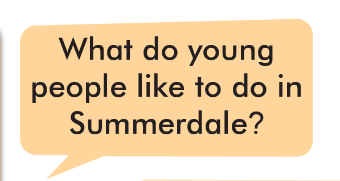 What do young
people like to do in
Summerdale?